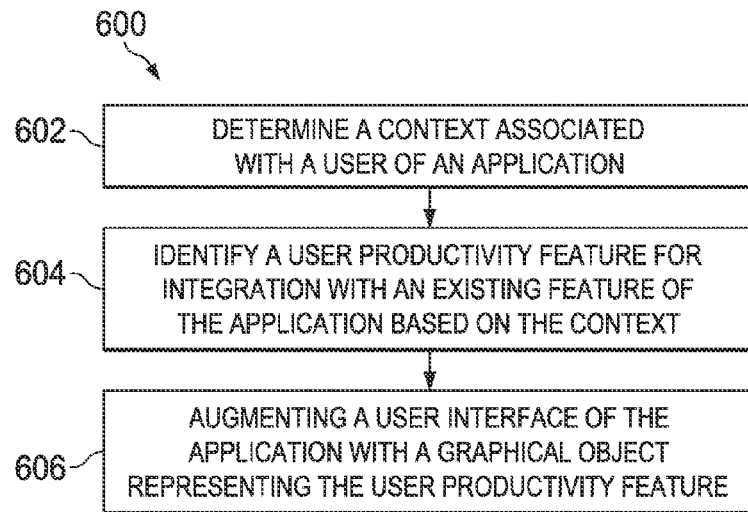 600
602
DETERMINE A CONTEXT ASSOCIATED
WITH A USER OF AN APPLICATION
604
IDENTIFY A USER PRODUCTIVITY FEATURE FOR
INTEGRATION WITH AN EXISTING FEATURE OF
THE APPLICATION BASED ON THE CONTEXT
606
AUGMENTING A USER INTERFACE OF THE
APPLICATION WITH A GRAPHICAL OBJECT
REPRESENTING THE USER PRODUCTIVITY FEATURE